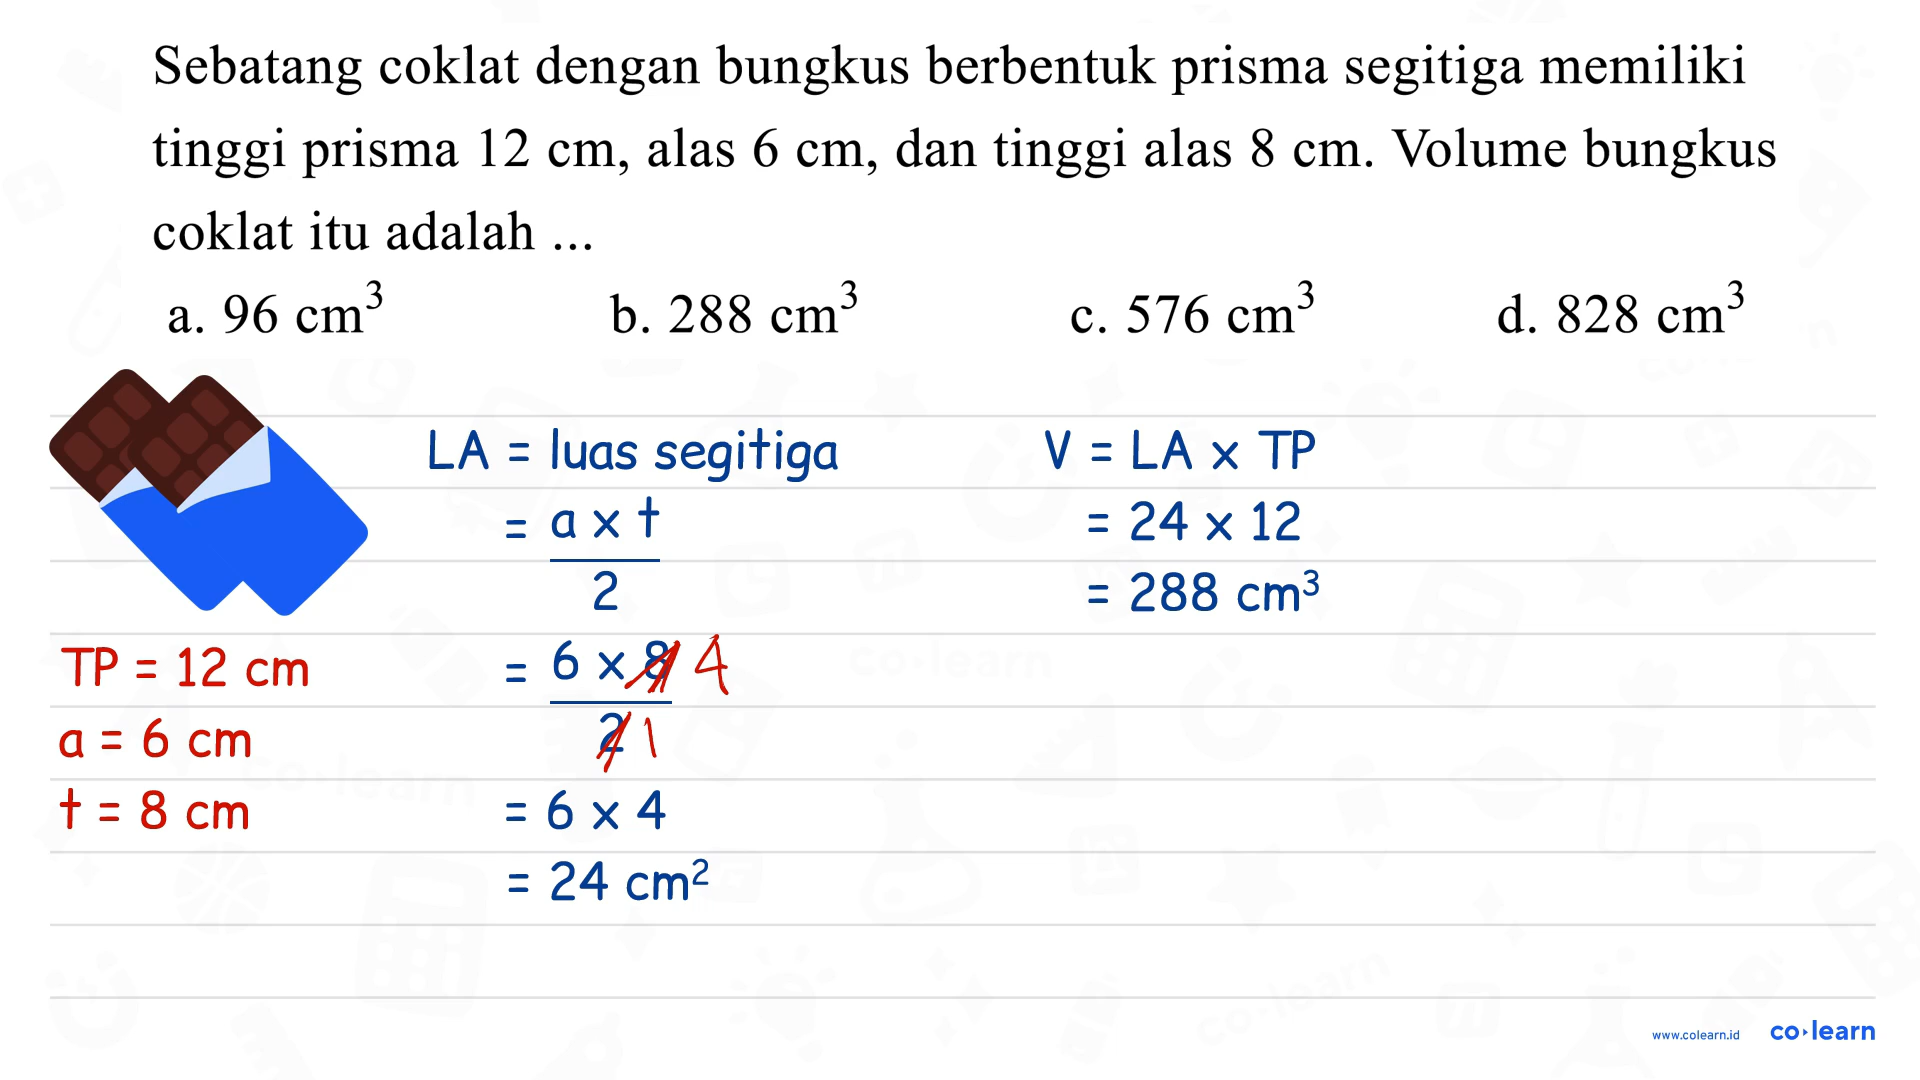 Sebatang coklat dengan bungkus berbentuk prisma segitiga memiliki
tinggi prisma 12 cm, alas 6 cm, dan tinggi alas 8 cm. Volume bungkus
coklat itu adalah ...
a. 96 cm³ b. 288 cm³ c. 576 cm³ d. 828 cm³
TP = 12 cm
a = 6 cm
t = 8 cm
LA = luas segitiga
= a x t
2
= 6 x 8 4
2 1
= 6 x 4
= 24 cm²
V = LA x TP
= 24 x 12
= 288 cm³
www.colearn.id co learn